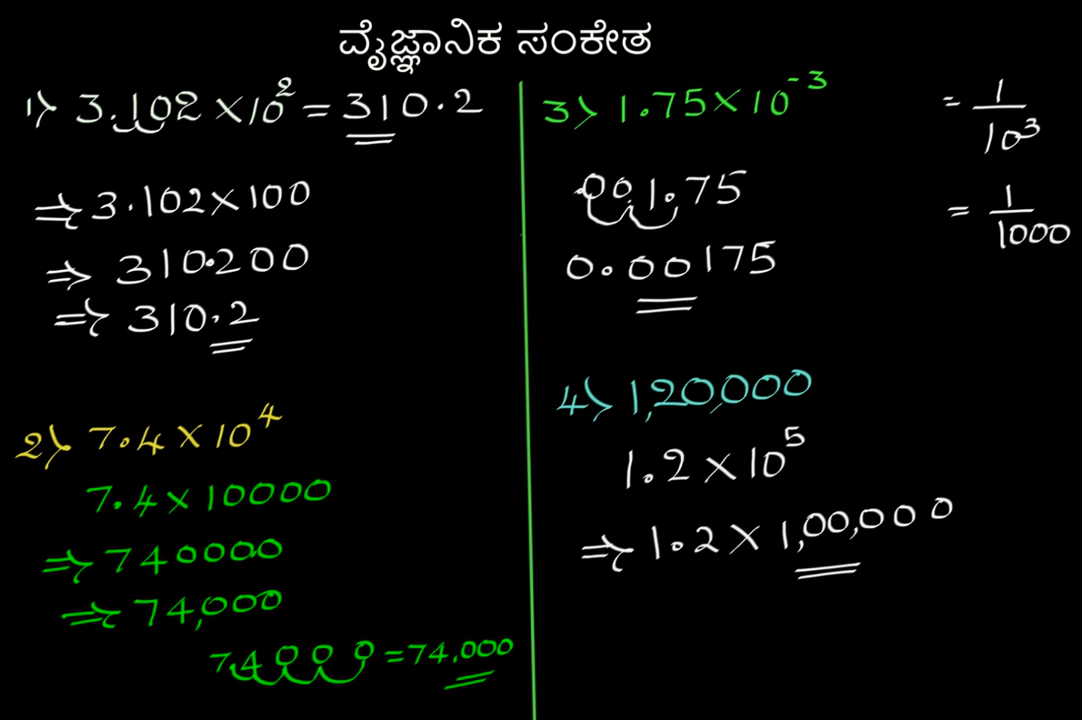 ವೈಜ್ಞಾನಿಕ ಸಂಕೇತ
1> 3.102 × 10² = 310.2
⇒ 3.102 × 100
⇒ 310.200
⇒ 310.2
2> 7.4 × 10⁴
7.4 × 10000
⇒ 740000
⇒ 74,000
7.4000 = 74,000
3> 1.75 × 10⁻³
001.75
0.00175
= 1/10³
= 1/1000
4> 1,20,000
1.2 × 10⁵
⇒ 1.2 × 1,00,000